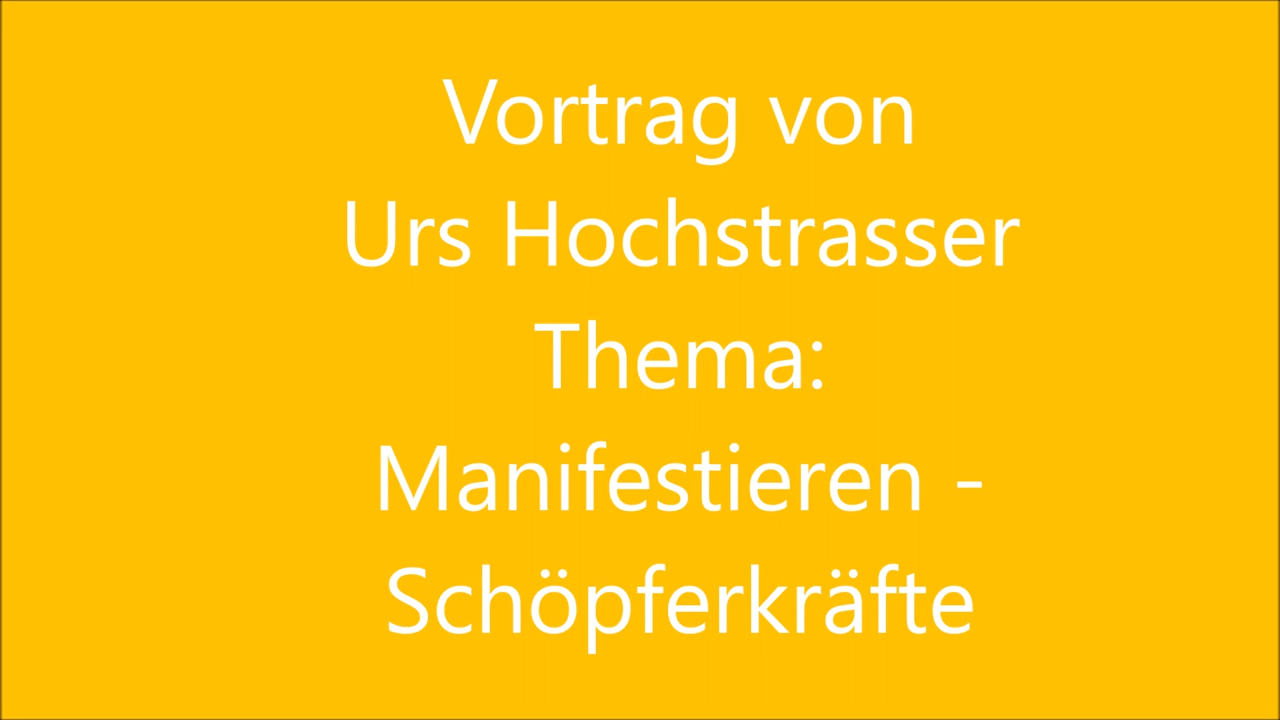 Vortrag von
Urs Hochstrasser
Thema:
Manifestieren -
Schöpferkräfte